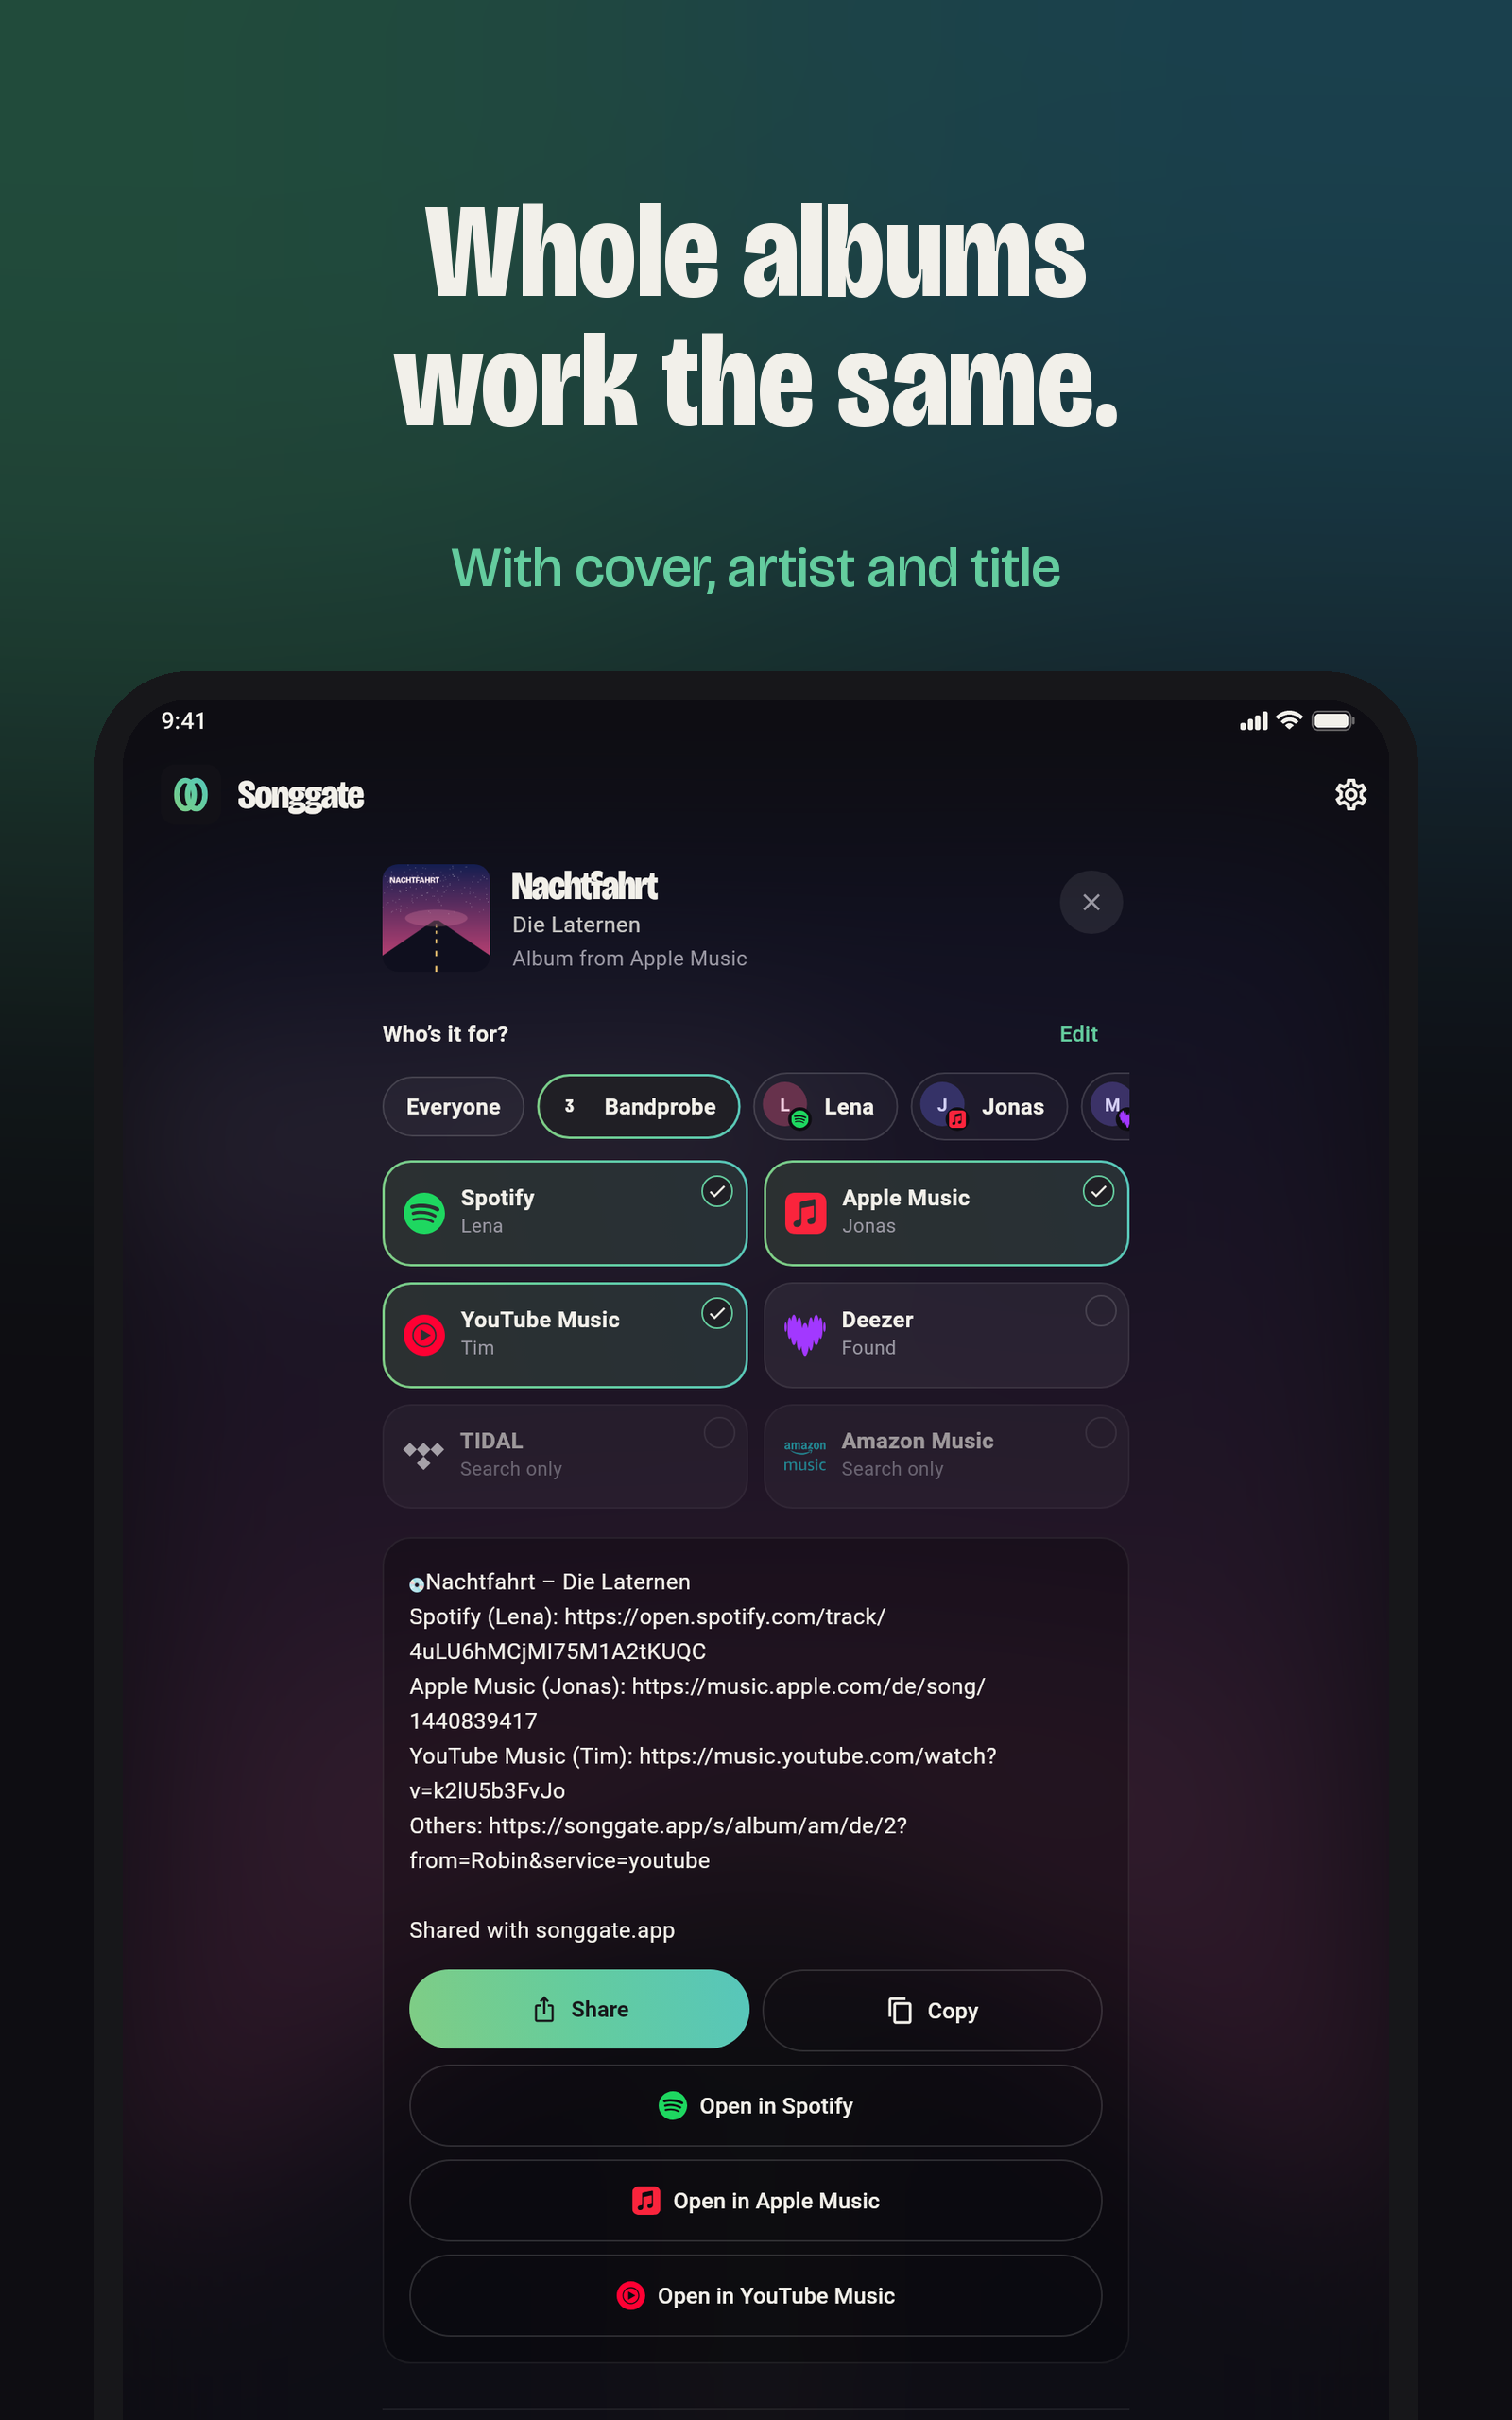 Whole albums
work the same.
With cover, artist and title
9:41
Songgate
NACHTFAHRT
Nachtfahrt
Die Laternen
Album from Apple Music
Who's it for?
Edit
Everyone
3 Bandprobe
L Lena
J Jonas
M
Spotify
Lena
Apple Music
Jonas
YouTube Music
Tim
Deezer
Found
TIDAL
Search only
amazon
music
Amazon Music
Search only
Nachtfahrt – Die Laternen
Spotify (Lena): https://open.spotify.com/track/
4uLU6hMCjMI75M1A2tKUQC
Apple Music (Jonas): https://music.apple.com/de/song/
1440839417
YouTube Music (Tim): https://music.youtube.com/watch?
v=k2lU5b3FvJo
Others: https://songgate.app/s/album/am/de/2?
from=Robin&service=youtube
Shared with songgate.app
Share
Copy
Open in Spotify
Open in Apple Music
Open in YouTube Music